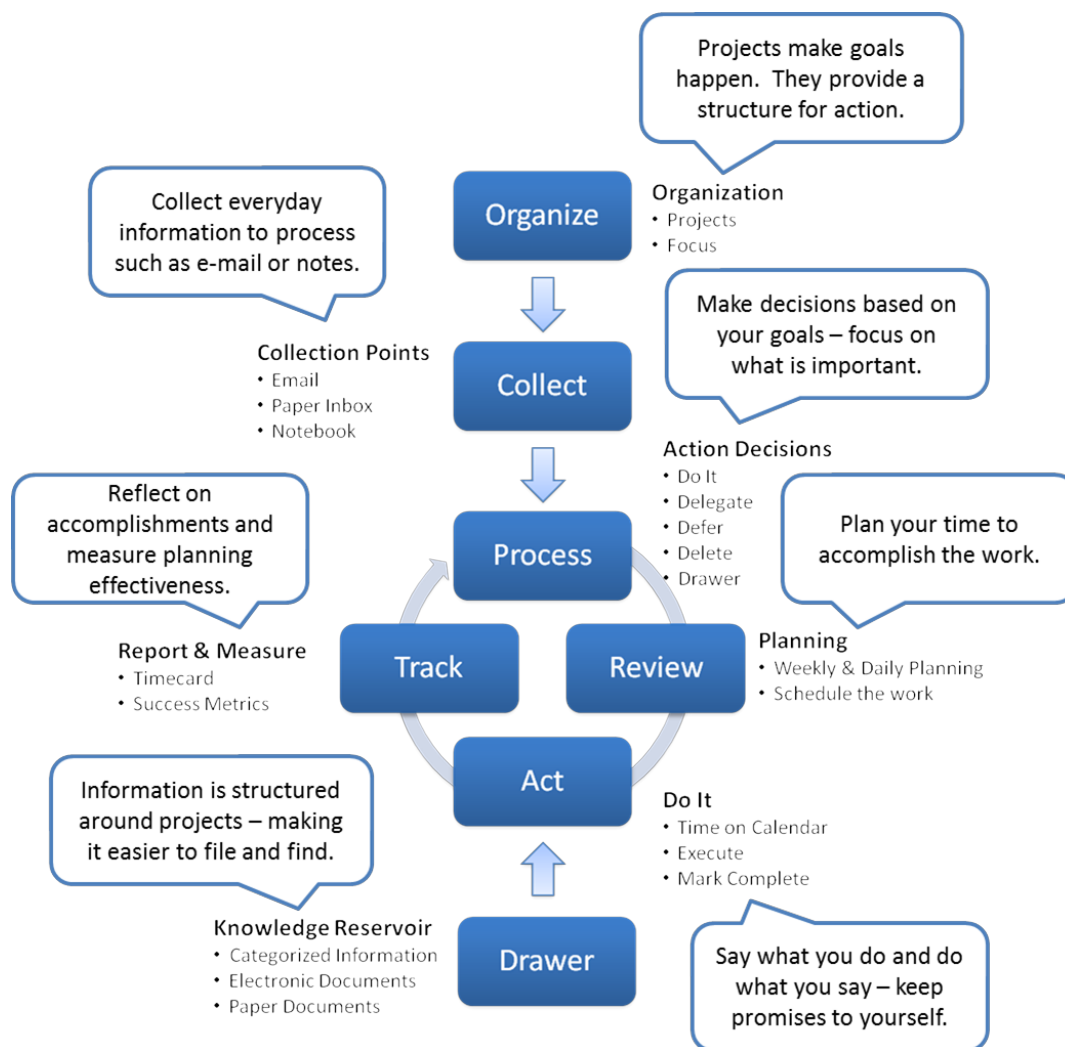 Projects make goals
happen.  They provide a
structure for action.
Organize
Organization
• Projects
• Focus
Collect everyday
information to process
such as e-mail or notes.
Make decisions based on
your goals – focus on
what is important.
Collection Points
• Email
• Paper Inbox
• Notebook
Collect
Action Decisions
• Do It
• Delegate
• Defer
• Delete
• Drawer
Reflect on
accomplishments and
measure planning
effectiveness.
Process
Plan your time to
accomplish the work.
Report & Measure
• Timecard
• Success Metrics
Track
Review
Planning
• Weekly & Daily Planning
• Schedule the work
Act
Information is structured
around projects – making
it easier to file and find.
Do It
• Time on Calendar
• Execute
• Mark Complete
Knowledge Reservoir
• Categorized Information
• Electronic Documents
• Paper Documents
Drawer
Say what you do and do
what you say – keep
promises to yourself.